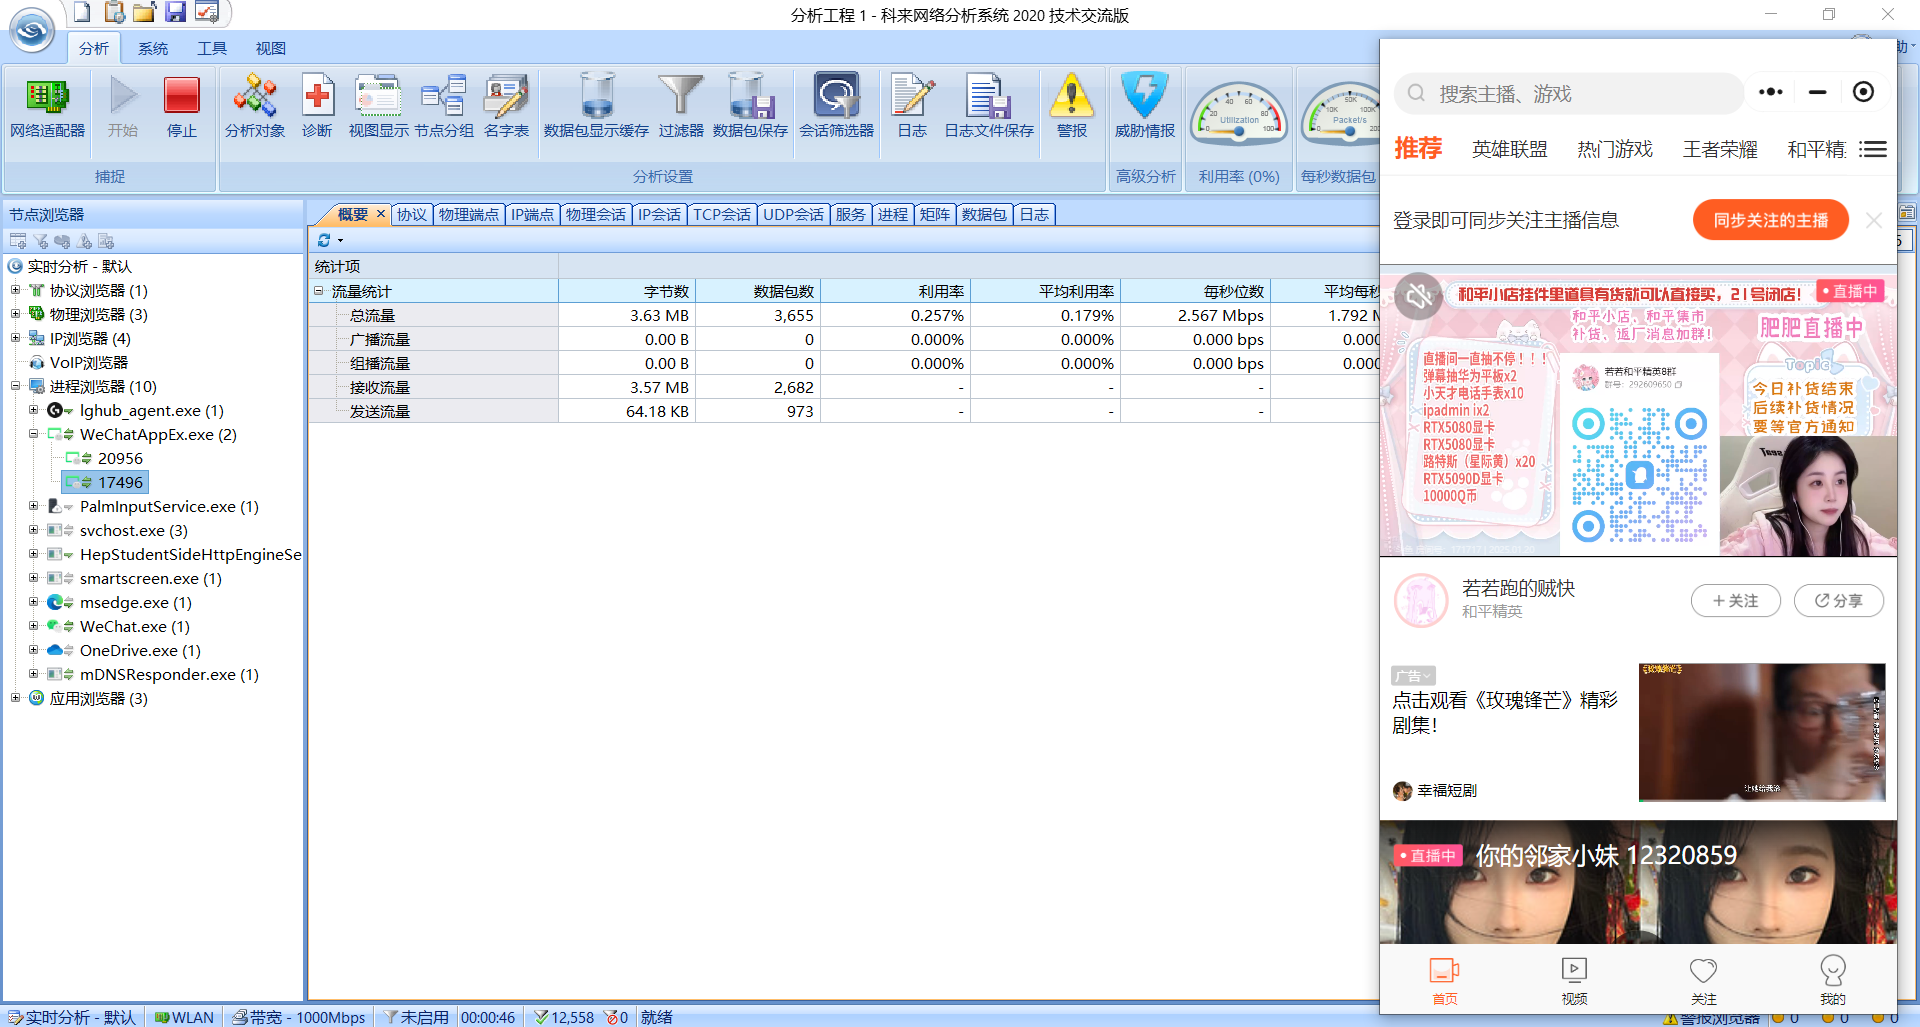 分析工程 1 - 科来网络分析系统 2020 技术交流版
分析
系统
工具
视图
助
网络适配器
开始
停止
分析对象
诊断
视图显示
节点分组
名字表
数据包显示缓存
过滤器
数据包保存
会话筛选器
日志
日志文件保存
警报
威胁情报
Utilization
Packet/s
捕捉
分析设置
高级分析
利用率 (0%)
每秒数据包
节点浏览器
实时分析 - 默认
协议浏览器 (1)
物理浏览器 (3)
IP浏览器 (4)
VoIP浏览器
进程浏览器 (10)
lghub_agent.exe (1)
WeChatAppEx.exe (2)
20956
17496
PalmInputService.exe (1)
svchost.exe (3)
HepStudentSideHttpEngineSe
smartscreen.exe (1)
msedge.exe (1)
WeChat.exe (1)
OneDrive.exe (1)
mDNSResponder.exe (1)
应用浏览器 (3)
概要
协议
物理端点
IP端点
物理会话
IP会话
TCP会话
UDP会话
服务
进程
矩阵
数据包
日志
统计项
流量统计 字节数 数据包数 利用率 平均利用率 每秒位数 平均每秒
总流量 3.63 MB 3,655 0.257% 0.179% 2.567 Mbps 1.792 M
广播流量 0.00 B 0 0.000% 0.000% 0.000 bps 0.000
组播流量 0.00 B 0 0.000% 0.000% 0.000 bps 0.000
接收流量 3.57 MB 2,682 - - -
发送流量 64.18 KB 973 - - -
搜索主播、游戏
推荐
英雄联盟
热门游戏
王者荣耀
和平精
登录即可同步关注主播信息
同步关注的主播
和平小店挂件里道具有货就可以直接买，21号闭店！
直播中
和平小店、和平集市
补货、返厂消息加群！
肥肥直播中
Topic
直播间一直抽不停！！！
弹幕抽华为平板x2
小天才电话手表x10
ipadmin ix2
RTX5080显卡
RTX5080显卡
路特斯（星际黄）x20
RTX5090D显卡
10000Q币
若若和平精英8群
群号：292609650
今日补货结束
后续补货情况
要等官方通知
若若跑的贼快
和平精英
＋关注
分享
广告
点击观看《玫瑰锋芒》精彩
剧集！
幸福短剧
直播中
你的邻家小妹 12320859
首页
视频
关注
我的
实时分析 - 默认
WLAN
带宽 - 1000Mbps
未启用
00:00:46
12,558
0
就绪
警报浏览器
0
0
0